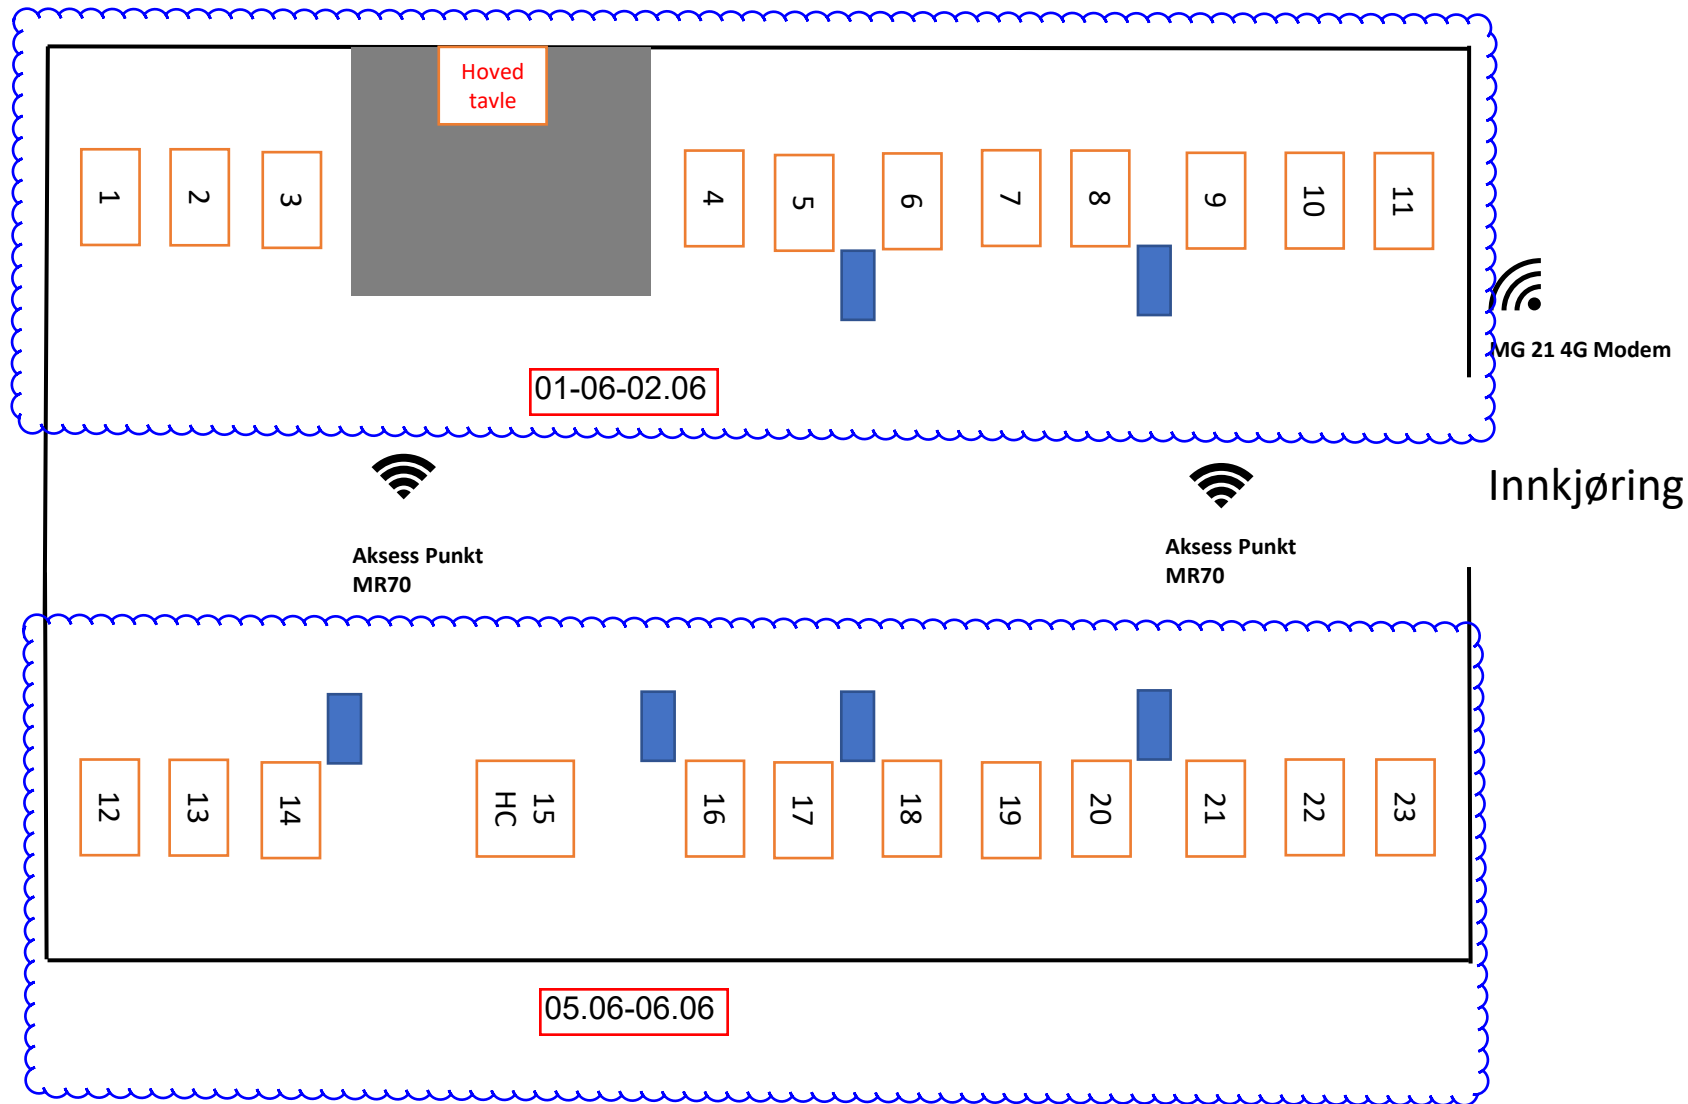 Hoved
tavle
1
2
3
4
5
6
7
8
9
10
11
MG 21 4G Modem
01-06-02.06
Innkjøring
Aksess Punkt
MR70
Aksess Punkt
MR70
12
13
14
15
HC
16
17
18
19
20
21
22
23
05.06-06.06